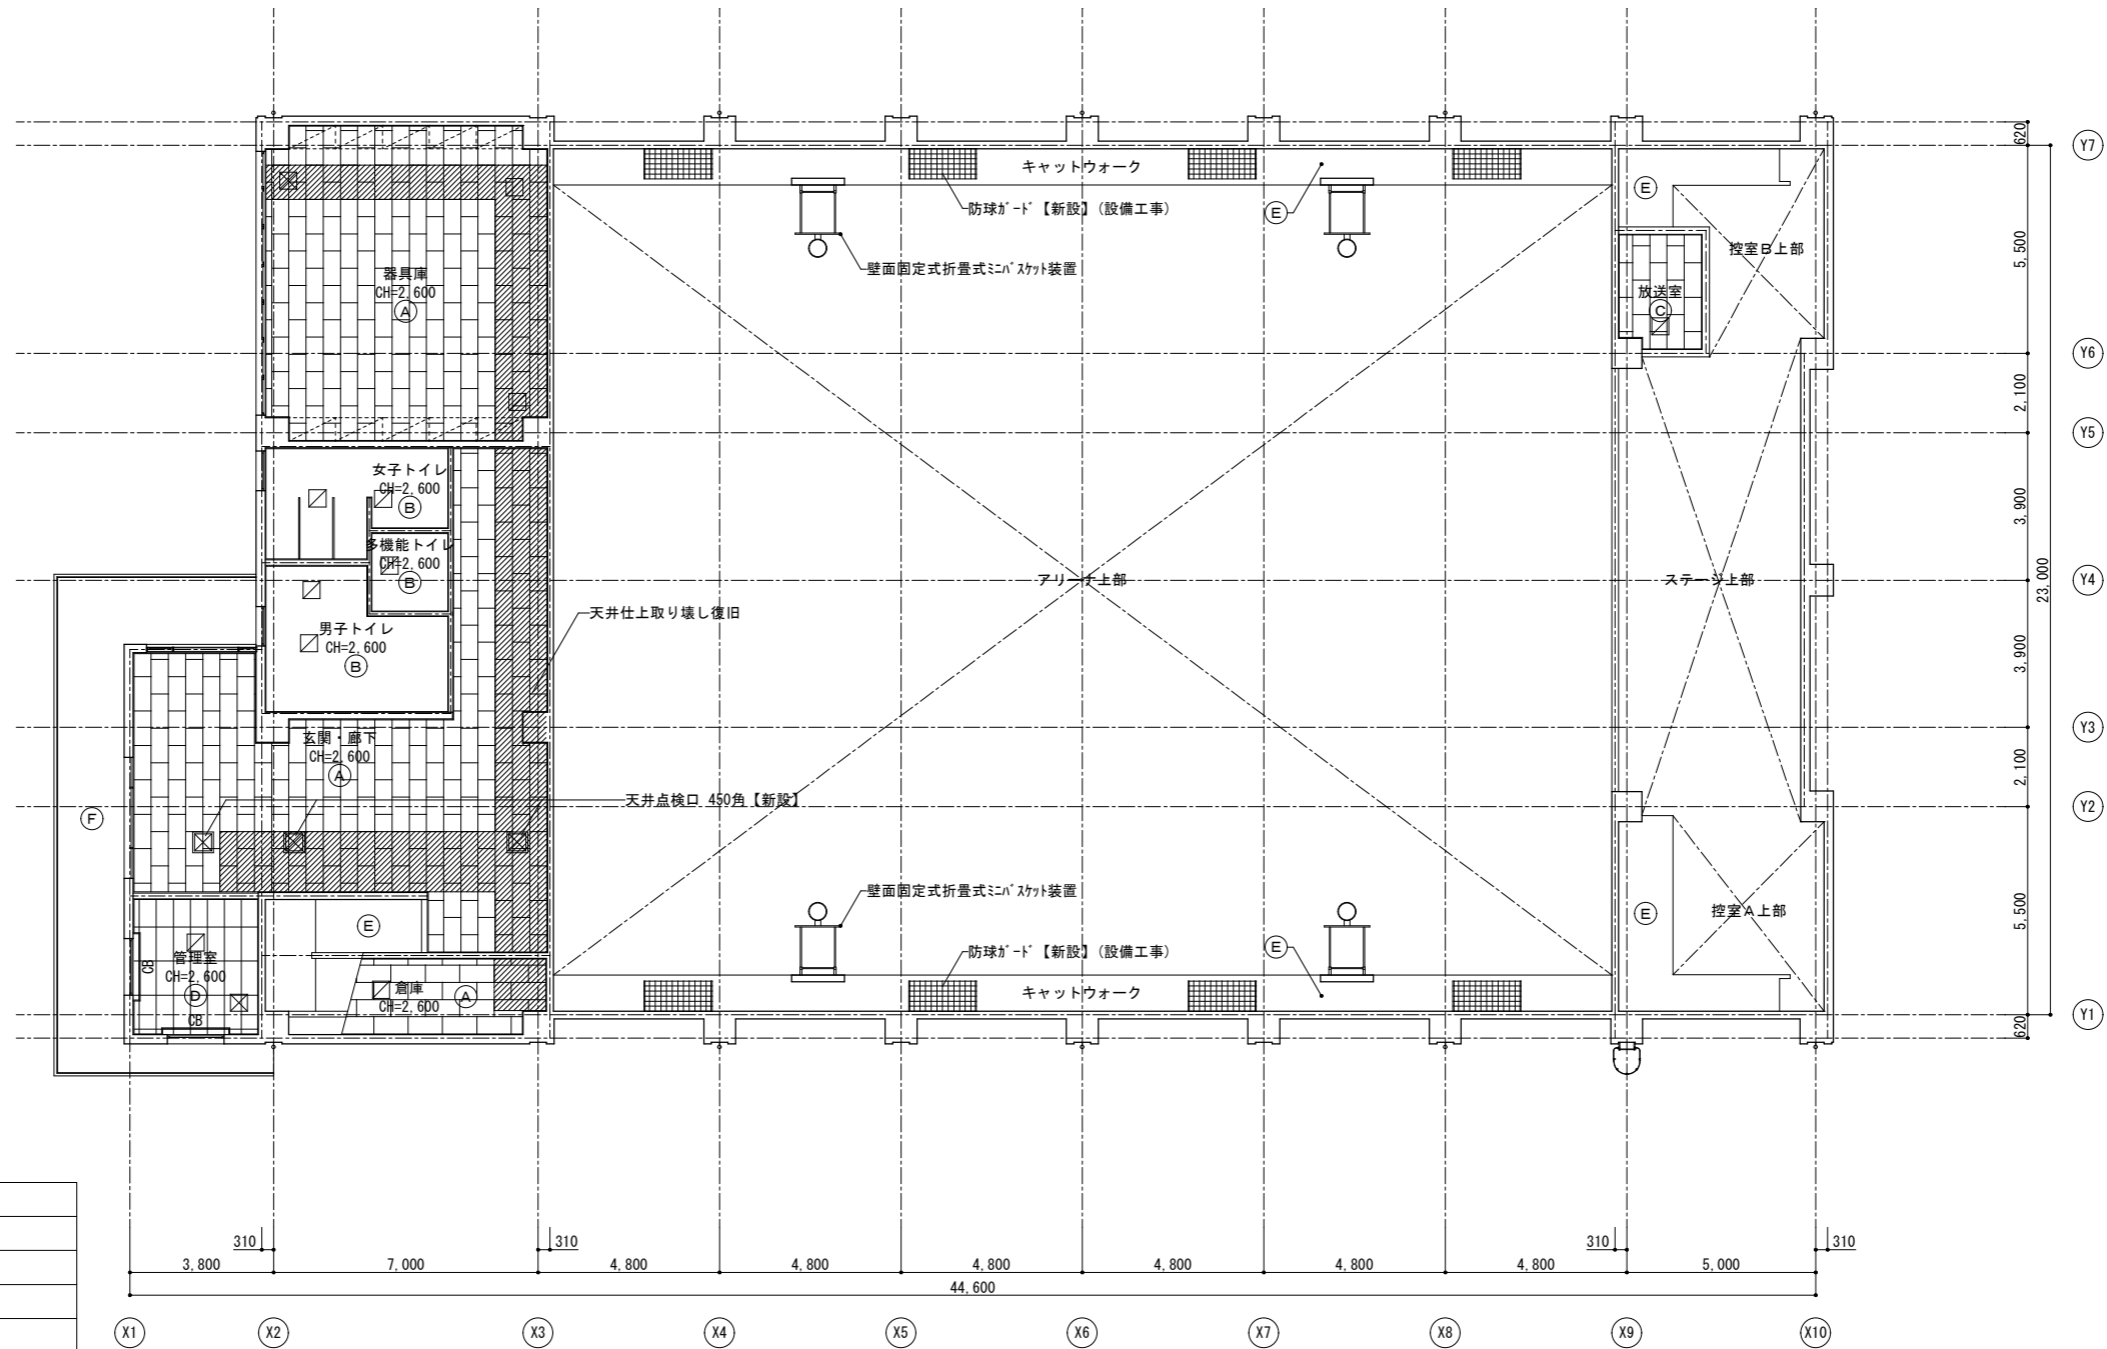 620
Y7
キャットウォーク
E
E
防球ガード【新設】(設備工事)
E
5,500
控室B上部
壁面固定式折畳式ミニバスケット装置
器具庫
CH=2,600
A
放送室
C
Y6
2,100
Y5
女子トイレ
CH=2,600
B
3,900
多機能トイレ
CH=2,600
B
アリーナ上部
ステージ上部
Y4
23,000
天井仕上取り壊し復旧
男子トイレ
CH=2,600
B
3,900
Y3
玄関・廊下
CH=2,600
A
2,100
天井点検口 450角【新設】
Y2
F
壁面固定式折畳式ミニバスケット装置
控室A上部
E
E
5,500
防球ガード【新設】(設備工事)
E
管理室
CH=2,600
D
CB
CB
倉庫
CH=2,600
A
キャットウォーク
Y1
620
310
310
310
310
3,800
7,000
4,800
4,800
4,800
4,800
4,800
4,800
5,000
44,600
X1
X2
X3
X4
X5
X6
X7
X8
X9
X10